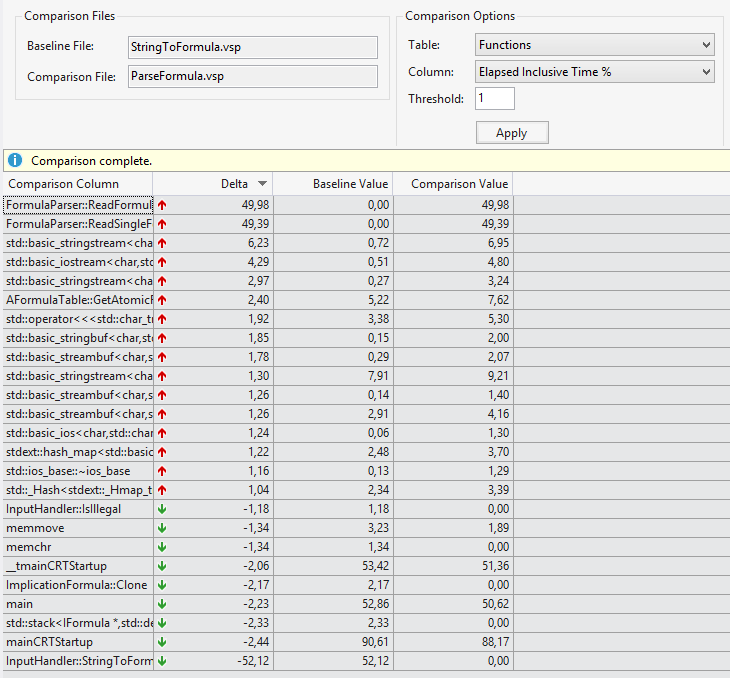 Comparison Files
Baseline File: StringToFormula.vsp
Comparison File: ParseFormula.vsp
Comparison Options
Table: Functions
Column: Elapsed Inclusive Time %
Threshold: 1
Apply
Comparison complete.
Comparison Column Delta Baseline Value Comparison Value
FormulaParser::ReadFormul 49,98 0,00 49,98
FormulaParser::ReadSingleF 49,39 0,00 49,39
std::basic_stringstream<cha 6,23 0,72 6,95
std::basic_iostream<char,std 4,29 0,51 4,80
std::basic_stringstream<cha 2,97 0,27 3,24
AFormulaTable::GetAtomicF 2,40 5,22 7,62
std::operator<<<std::char_tr 1,92 3,38 5,30
std::basic_stringbuf<char,st 1,85 0,15 2,00
std::basic_streambuf<char,s 1,78 0,29 2,07
std::basic_stringstream<cha 1,30 7,91 9,21
std::basic_streambuf<char,s 1,26 0,14 1,40
std::basic_streambuf<char,s 1,26 2,91 4,16
std::basic_ios<char,std::char 1,24 0,06 1,30
stdext::hash_map<std::basic 1,22 2,48 3,70
std::ios_base::~ios_base 1,16 0,13 1,29
std::_Hash<stdext::_Hmap_t 1,04 2,34 3,39
InputHandler::IsIllegal -1,18 1,18 0,00
memmove -1,34 3,23 1,89
memchr -1,34 1,34 0,00
__tmainCRTStartup -2,06 53,42 51,36
ImplicationFormula::Clone -2,17 2,17 0,00
main -2,23 52,86 50,62
std::stack<IFormula *,std::de -2,33 2,33 0,00
mainCRTStartup -2,44 90,61 88,17
InputHandler::StringToForm -52,12 52,12 0,00